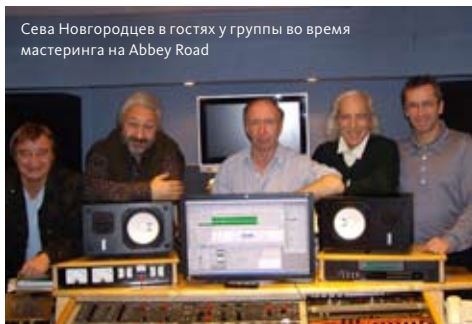 Сева Новгородцев в гостях у группы во время
мастеринга на Abbey Road